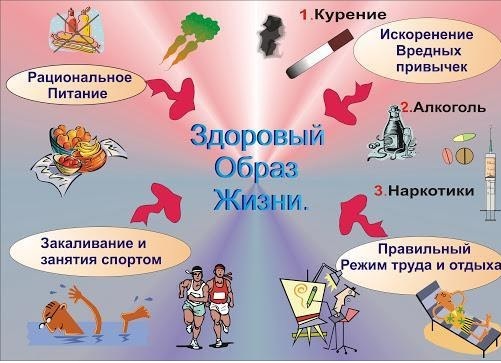 1.Курение
Искоренение
Вредных
привычек
Рациональное
Питание
2.Алкоголь
Здоровый
Образ
Жизни.
3.Наркотики
Закаливание и
занятия спортом
Правильный
Режим труда и отдыха